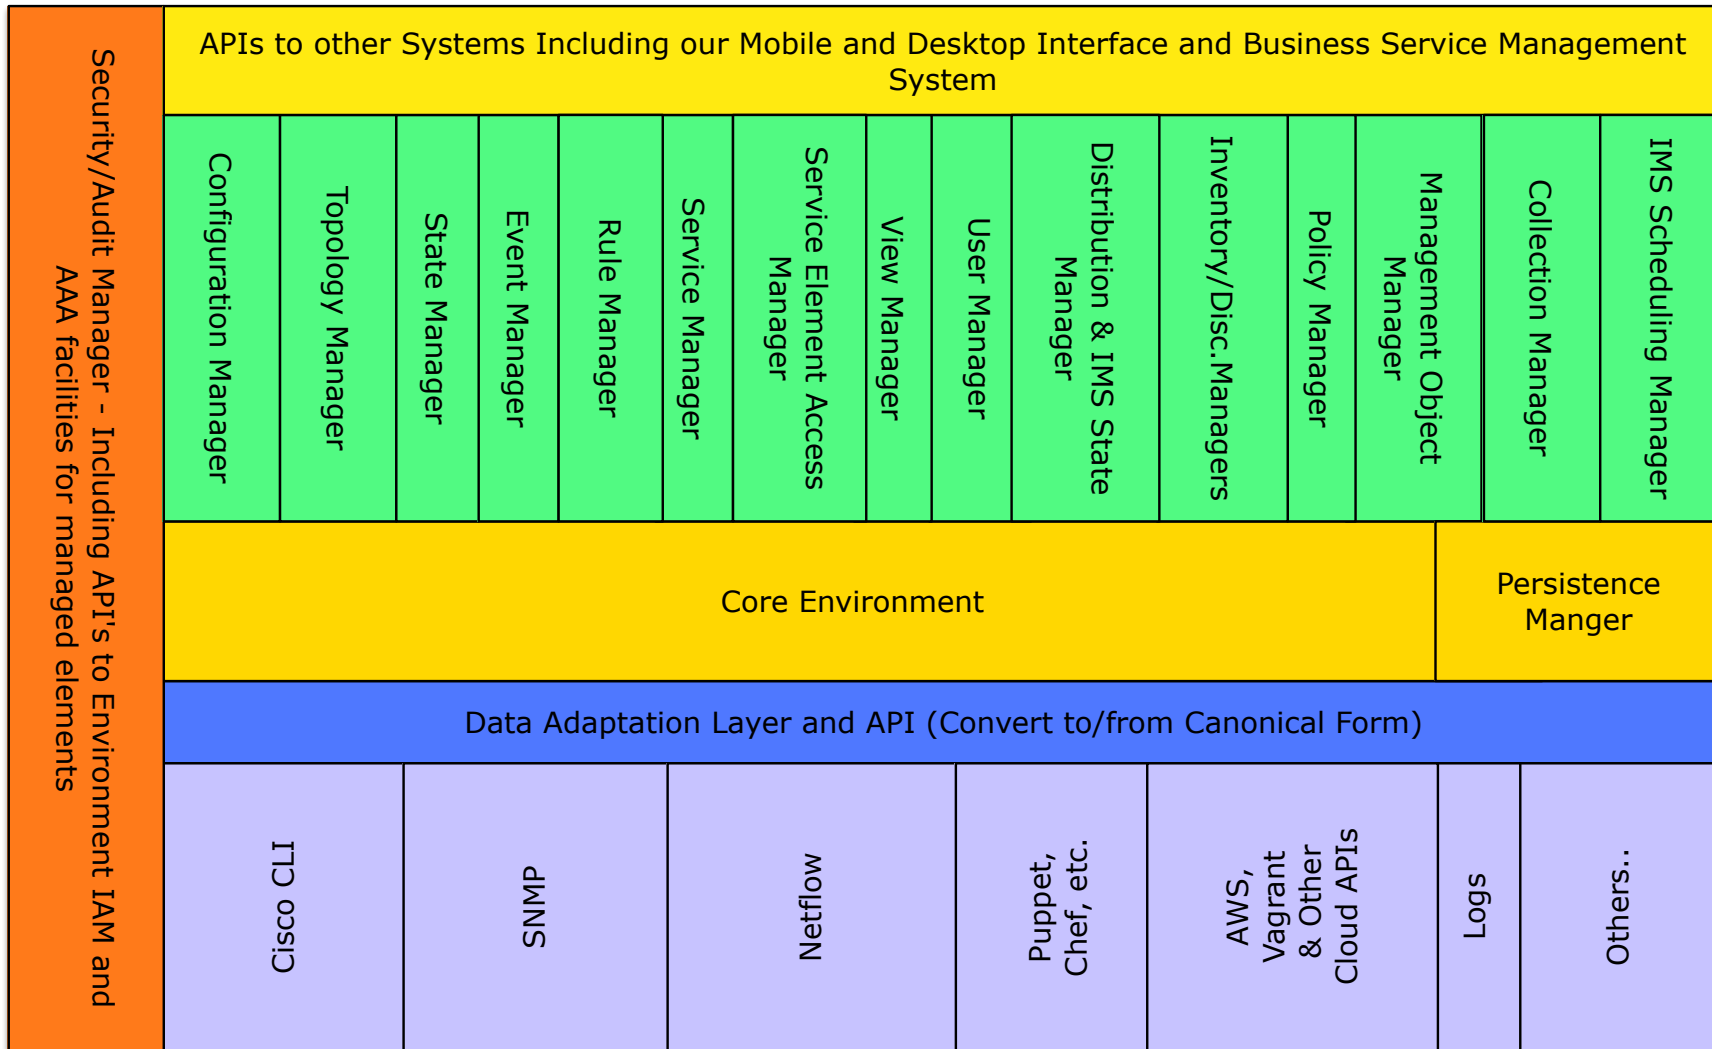 APIs to other Systems Including our Mobile and Desktop Interface and Business Service Management
System
Security/Audit Manager - Including API's to Environment IAM and
AAA facilities for managed elements
Configuration Manager
Topology Manager
State Manager
Event Manager
Rule Manager
Service Manager
Service Element Access
Manager
View Manager
User Manager
Distribution & IMS State
Manager
Inventory/Disc.Managers
Policy Manager
Management Object
Manager
Collection Manager
IMS Scheduling Manager
Core Environment
Persistence
Manger
Data Adaptation Layer and API (Convert to/from Canonical Form)
Cisco CLI
SNMP
Netflow
Puppet,
Chef, etc.
AWS,
Vagrant
& Other
Cloud APIs
Logs
Others..